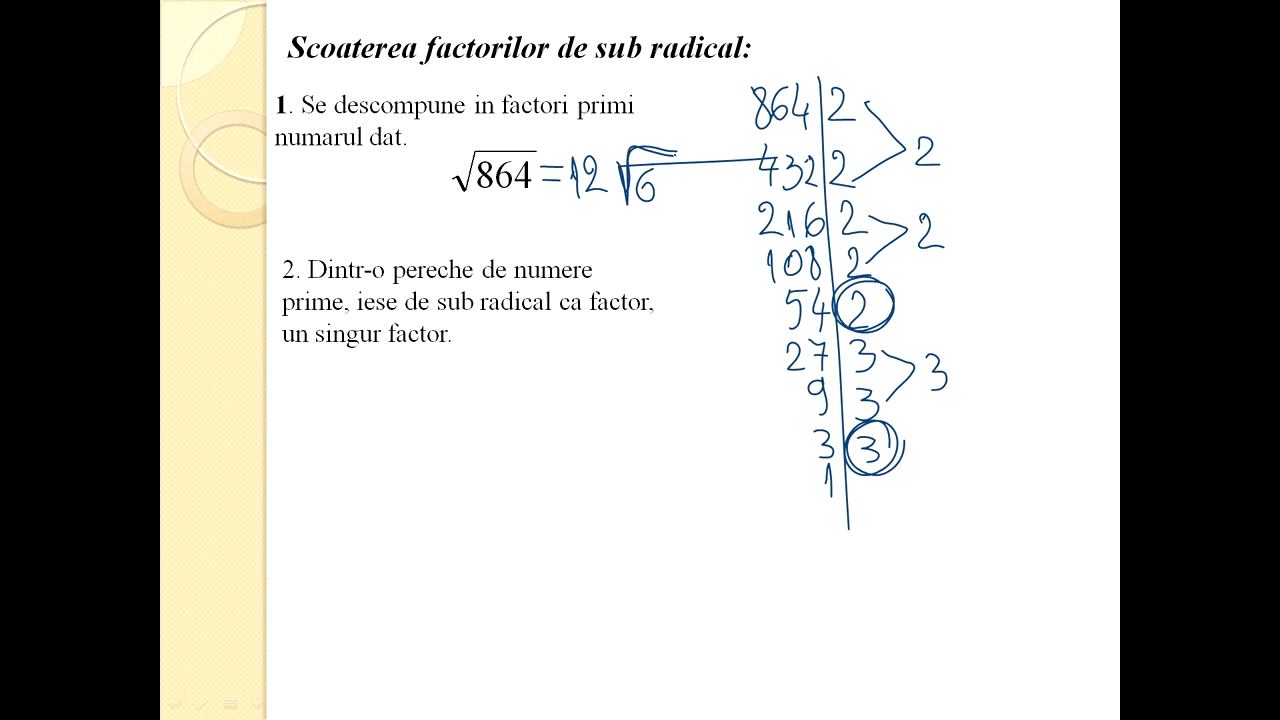 Scoaterea factorilor de sub radical:
1. Se descompune in factori primi
numarul dat.
√864 = 12 √6
2. Dintr-o pereche de numere
prime, iese de sub radical ca factor,
un singur factor.
864 | 2
2
432 | 2
216 | 2
2
108 | 2
54 | 2
27 | 3
3
9 | 3
3 | 3
1 |